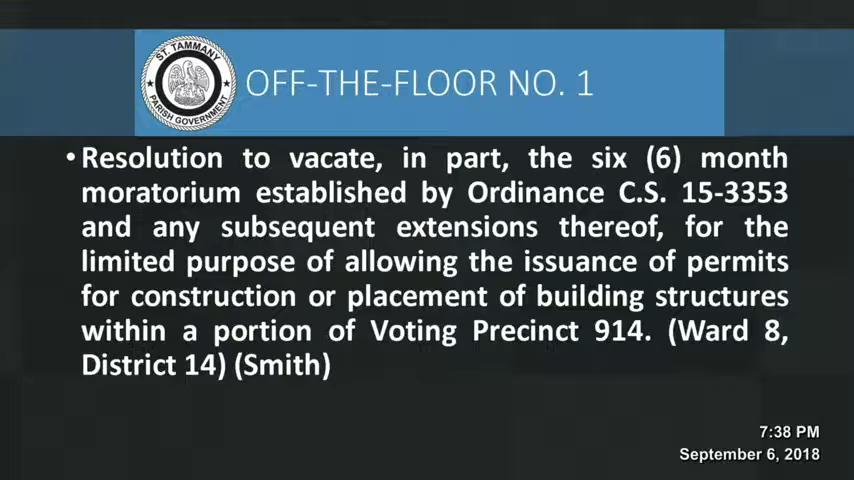 ST. TAMMANY
PARISH GOVERNMENT
OFF-THE-FLOOR NO. 1
• Resolution to vacate, in part, the six (6) month
moratorium established by Ordinance C.S. 15-3353
and any subsequent extensions thereof, for the
limited purpose of allowing the issuance of permits
for construction or placement of building structures
within a portion of Voting Precinct 914. (Ward 8,
District 14) (Smith)
7:38 PM
September 6, 2018